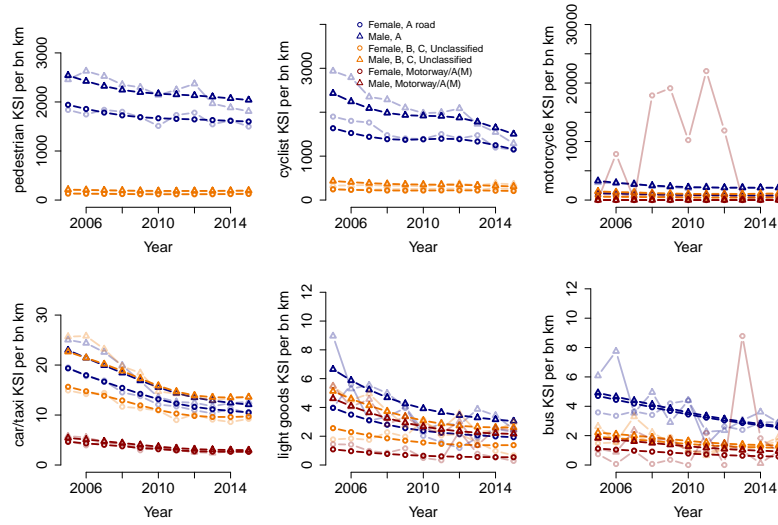 pedestrian KSI per bn km
0
1000
2000
3000
2006
2010
2014
Year
cyclist KSI per bn km
0
1000
3000
2006
2010
2014
Year
Female, A road
Male, A
Female, B, C, Unclassified
Male, B, C, Unclassified
Female, Motorway/A(M)
Male, Motorway/A(M)
motorcycle KSI per bn km
0
10000
20000
30000
2006
2010
2014
Year
car/taxi KSI per bn km
0
10
20
30
2006
2010
2014
Year
light goods KSI per bn km
0
2
4
6
8
10
12
2006
2010
2014
Year
bus KSI per bn km
0
2
4
6
8
10
12
2006
2010
2014
Year